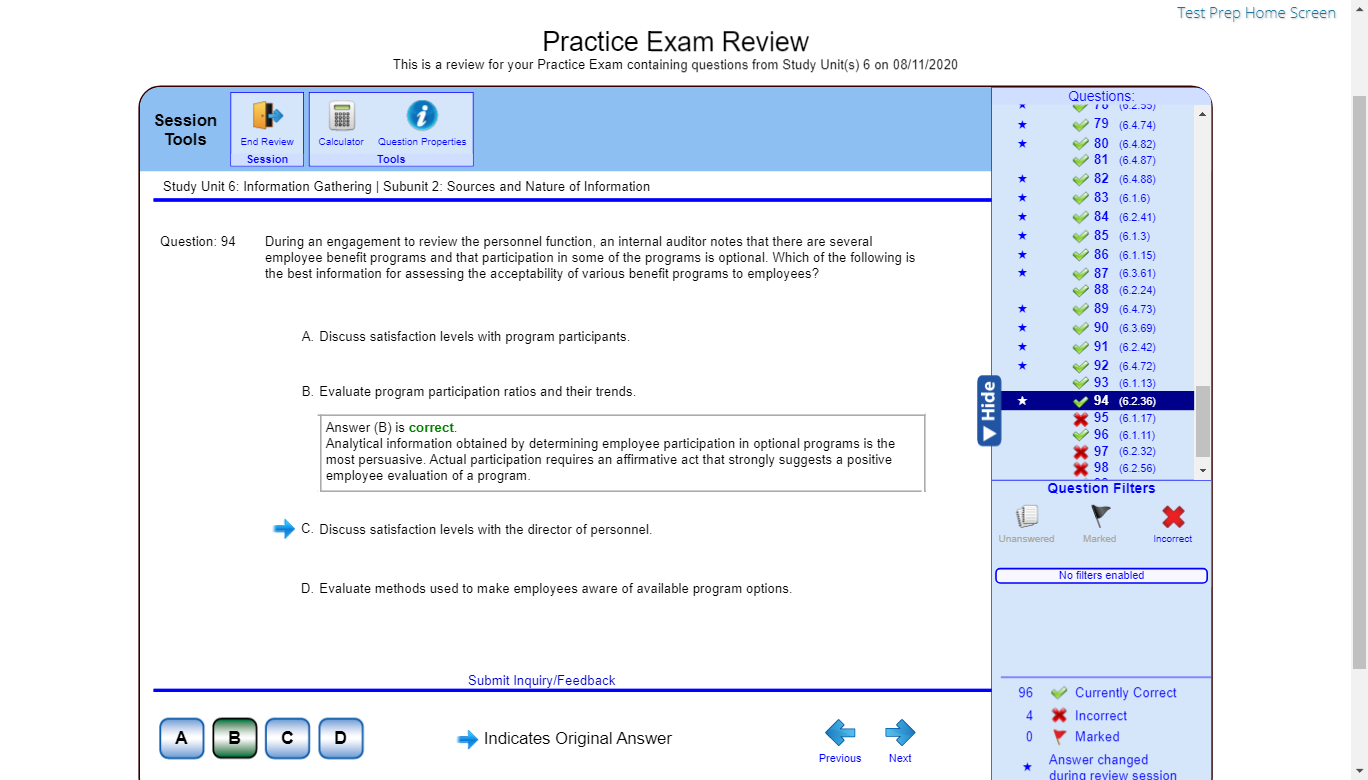 Test Prep Home Screen
Practice Exam Review
This is a review for your Practice Exam containing questions from Study Unit(s) 6 on 08/11/2020
Session Tools
End Review
Session
Calculator
Question Properties
Tools
Study Unit 6: Information Gathering | Subunit 2: Sources and Nature of Information
Question: 94
During an engagement to review the personnel function, an internal auditor notes that there are several
employee benefit programs and that participation in some of the programs is optional. Which of the following is
the best information for assessing the acceptability of various benefit programs to employees?
A. Discuss satisfaction levels with program participants.
B. Evaluate program participation ratios and their trends.
Answer (B) is correct.
Analytical information obtained by determining employee participation in optional programs is the
most persuasive. Actual participation requires an affirmative act that strongly suggests a positive
employee evaluation of a program.
C. Discuss satisfaction levels with the director of personnel.
D. Evaluate methods used to make employees aware of available program options.
Submit Inquiry/Feedback
A B C D
Indicates Original Answer
Previous
Next
Questions:
78 (6.2.55)
79 (6.4.74)
80 (6.4.82)
81 (6.4.87)
82 (6.4.88)
83 (6.1.6)
84 (6.2.41)
85 (6.1.3)
86 (6.1.15)
87 (6.3.61)
88 (6.2.24)
89 (6.4.73)
90 (6.3.69)
91 (6.2.42)
92 (6.4.72)
93 (6.1.13)
94 (6.2.36)
95 (6.1.17)
96 (6.1.11)
97 (6.2.32)
98 (6.2.56)
Hide
Question Filters
Unanswered
Marked
Incorrect
No filters enabled
96 Currently Correct
4 Incorrect
0 Marked
Answer changed
during review session